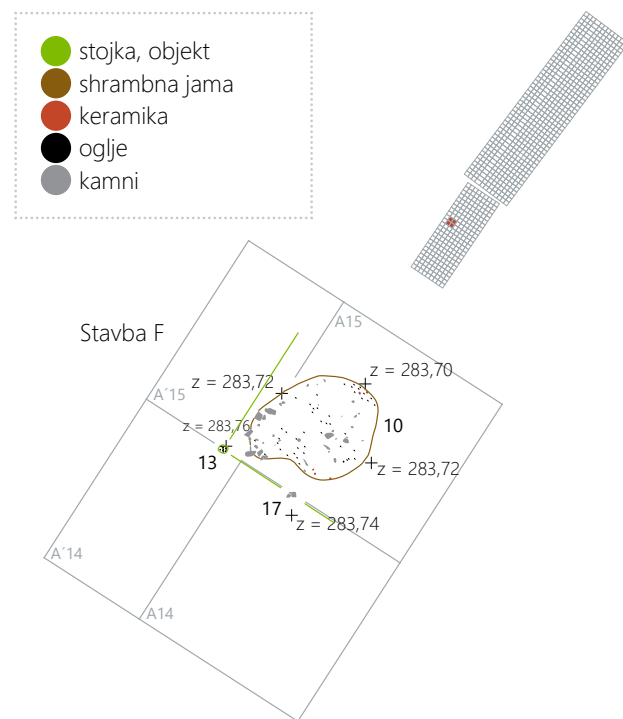 stojka, objekt
shrambna jama
keramika
oglje
kamni
Stavba F
A15
z = 283,70
z = 283,72
A´15
10
z = 283,76
13
z = 283,72
17
z = 283,74
A´14
A14